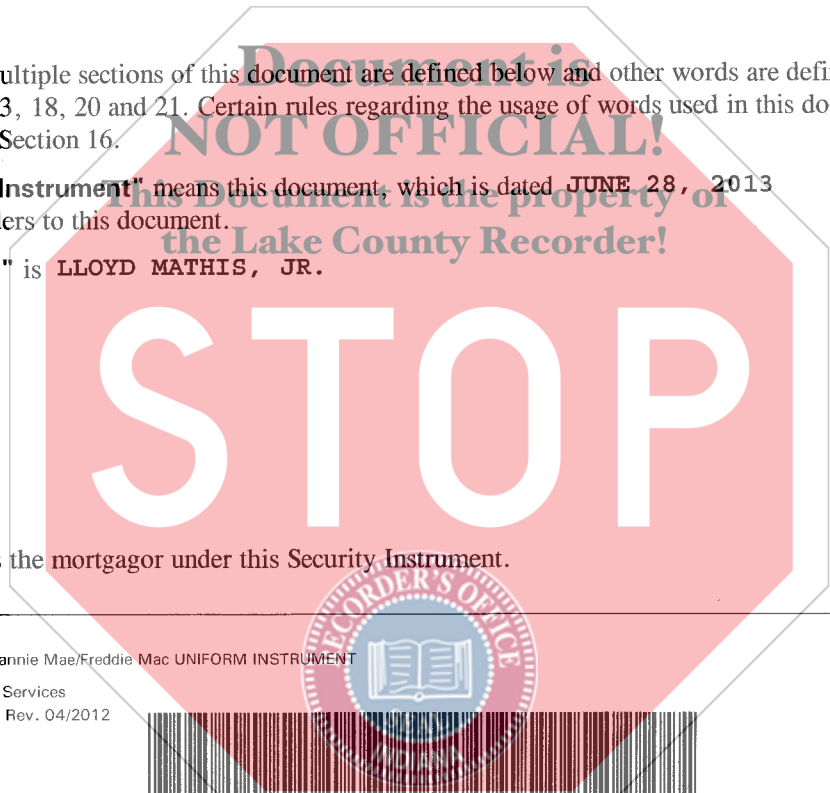 ultiple sections of this document are defined below and other words are defi
3, 18, 20 and 21. Certain rules regarding the usage of words used in this do
Section 16.
Instrument" means this document, which is dated JUNE 28, 2013
ers to this document.
" is LLOYD MATHIS, JR.
Document is
NOT OFFICIAL!
This Document is the property of
the Lake County Recorder!
STOP
the mortgagor under this Security Instrument.
annie Mae/Freddie Mac UNIFORM INSTRUMENT
Services
Rev. 04/2012
RECORDER'S OFFICE
SEAL
INDIANA